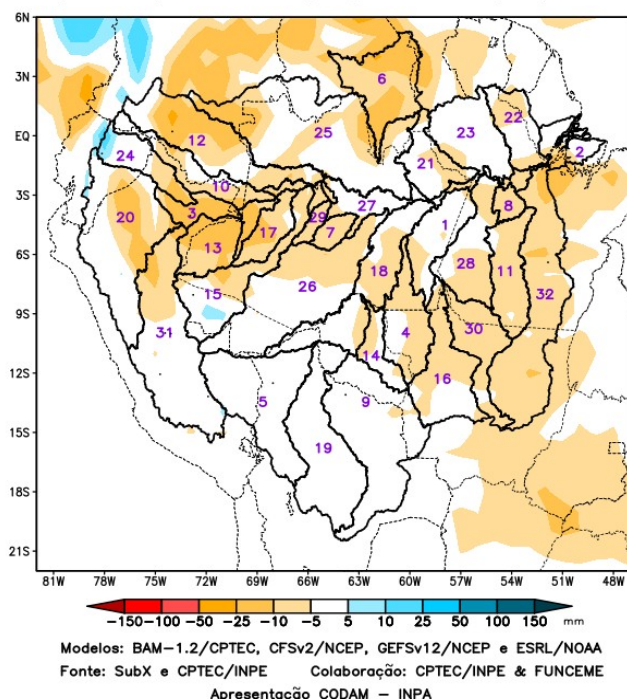 6N
3N
EQ
3S
6S
9S
12S
15S
18S
21S
6
12
25
23
22
2
24
21
10
20
3
29
27
8
13
17
7
1
15
26
18
28
11
32
31
4
30
14
16
5
9
19
81W 78W 75W 72W 69W 66W 63W 60W 57W 54W 51W 48W
-150 -100 -50 -25 -10 -5 5 10 25 50 100 150 mm
Modelos: BAM-1.2/CPTEC, CFSv2/NCEP, GEFSv12/NCEP e ESRL/NOAA
Fonte: SubX e CPTEC/INPE Colaboração: CPTEC/INPE & FUNCEME
Apresentação CODAM - INPA